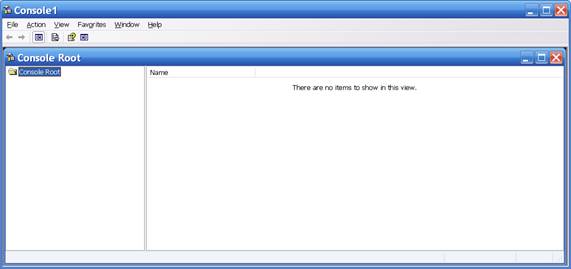 Console1
File Action View Favorites Window Help
Console Root
Console Root
Name
There are no items to show in this view.